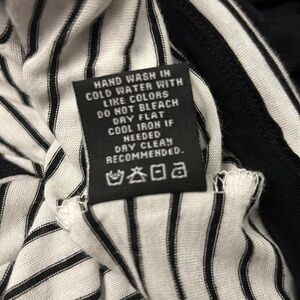 HAND WASH IN
COLD WATER WITH
LIKE COLORS
DO NOT BLEACH
DRY FLAT
COOL IRON IF
NEEDED
DRY CLEAN
RECOMMENDED.